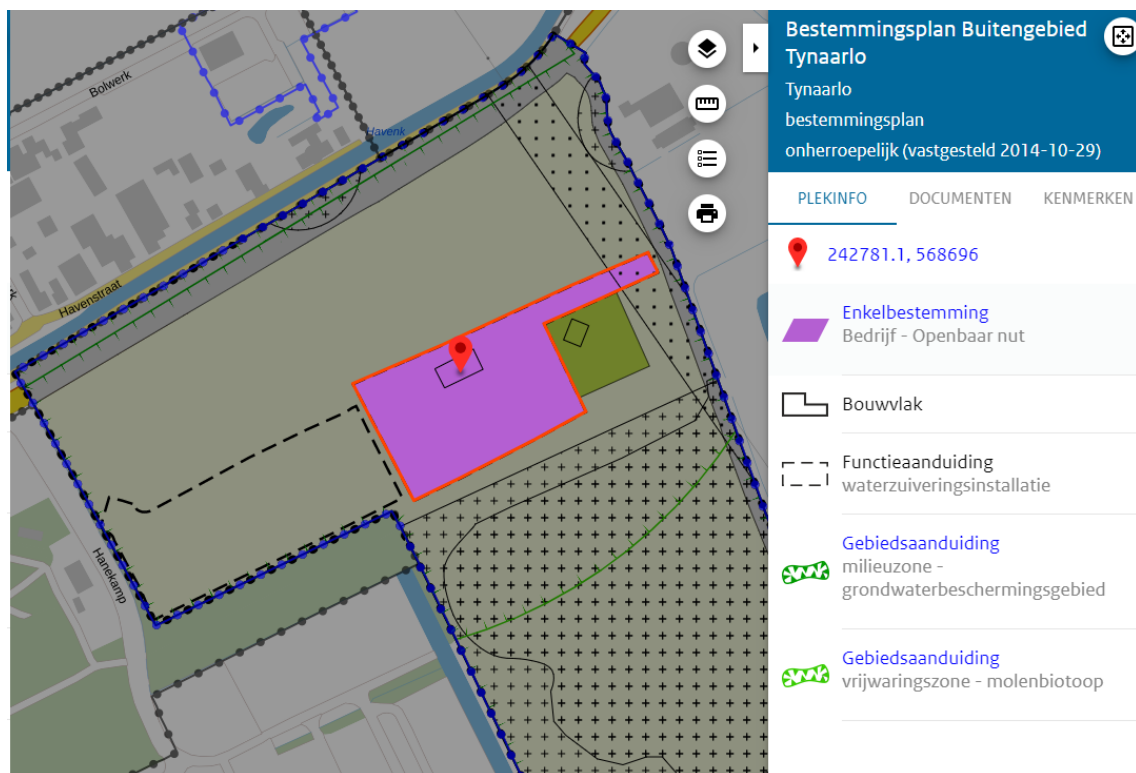 Bolwerk
Havenk
Havenstraat
Hanekamp
Bestemmingsplan Buitengebied
Tynaarlo
Tynaarlo
bestemmingsplan
onherroepelijk (vastgesteld 2014-10-29)
PLEKINFO DOCUMENTEN KENMERKEN
242781.1, 568696
Enkelbestemming
Bedrijf - Openbaar nut
Bouwvlak
Functieaanduiding
waterzuiveringsinstallatie
Gebiedsaanduiding
milieuzone -
grondwaterbeschermingsgebied
Gebiedsaanduiding
vrijwaringszone - molenbiotoop